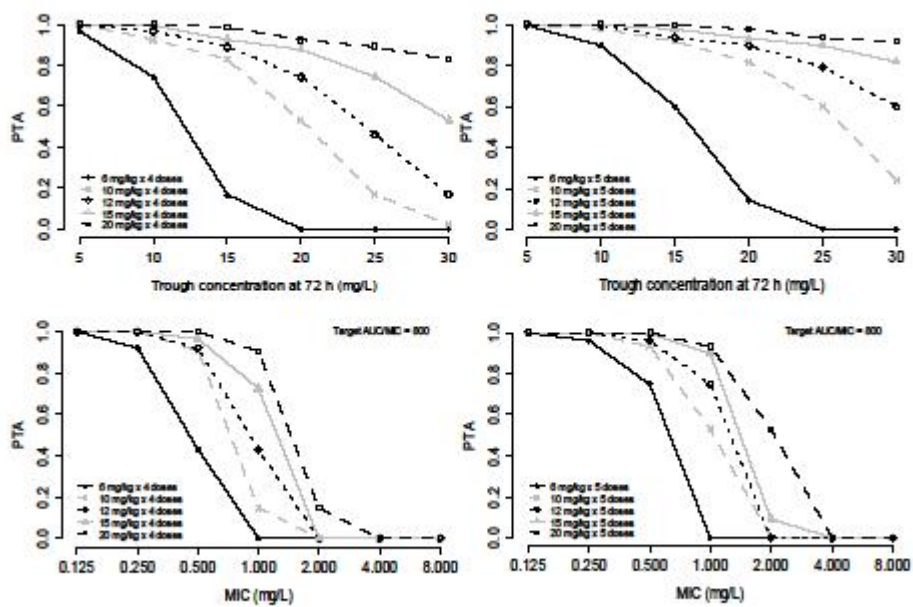 PTA
1.0
0.8
0.6
0.4
0.2
0.0
6 mg/kg x 4 doses
10 mg/kg x 4 doses
12 mg/kg x 4 doses
15 mg/kg x 4 doses
20 mg/kg x 4 doses
5 10 15 20 25 30
Trough concentration at 72 h (mg/L)
PTA
1.0
0.8
0.6
0.4
0.2
0.0
6 mg/kg x 5 doses
10 mg/kg x 5 doses
12 mg/kg x 5 doses
15 mg/kg x 5 doses
20 mg/kg x 5 doses
5 10 15 20 25 30
Trough concentration at 72 h (mg/L)
Target AUC/MIC = 800
PTA
1.0
0.8
0.6
0.4
0.2
0.0
6 mg/kg x 4 doses
10 mg/kg x 4 doses
12 mg/kg x 4 doses
15 mg/kg x 4 doses
20 mg/kg x 4 doses
0.125 0.250 0.500 1.000 2.000 4.000 8.000
MIC (mg/L)
Target AUC/MIC = 800
PTA
1.0
0.8
0.6
0.4
0.2
0.0
6 mg/kg x 5 doses
10 mg/kg x 5 doses
12 mg/kg x 5 doses
15 mg/kg x 5 doses
20 mg/kg x 5 doses
0.125 0.250 0.500 1.000 2.000 4.000 8.000
MIC (mg/L)